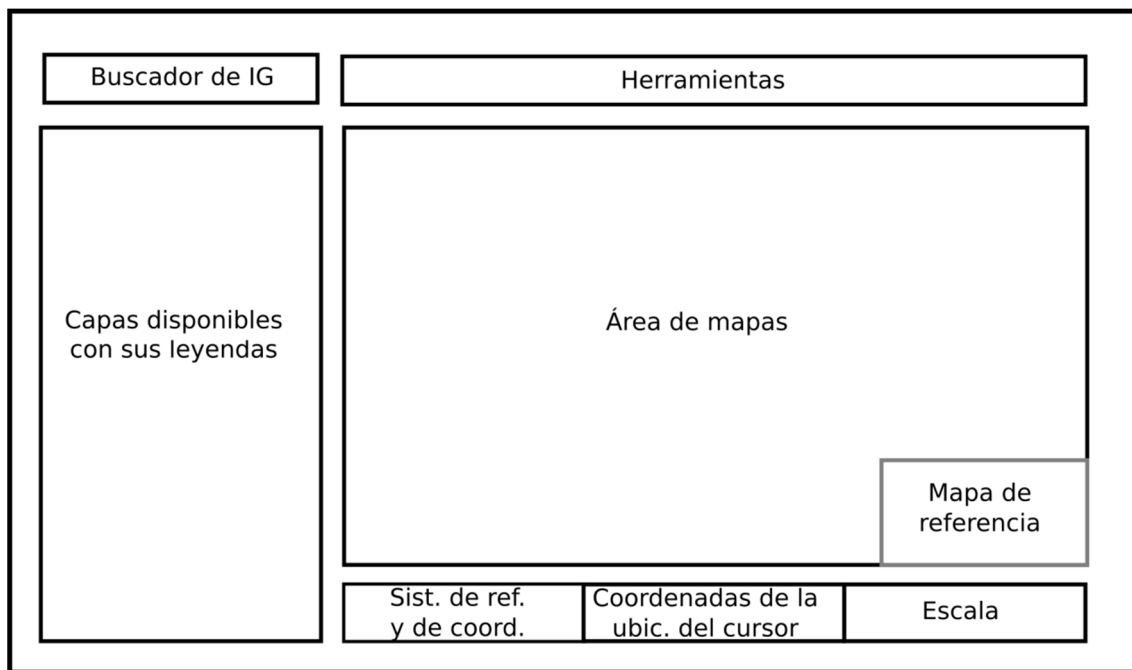 Buscador de IG
Herramientas
Capas disponibles
con sus leyendas
Área de mapas
Mapa de
referencia
Sist. de ref.
y de coord.
Coordenadas de la
ubic. del cursor
Escala